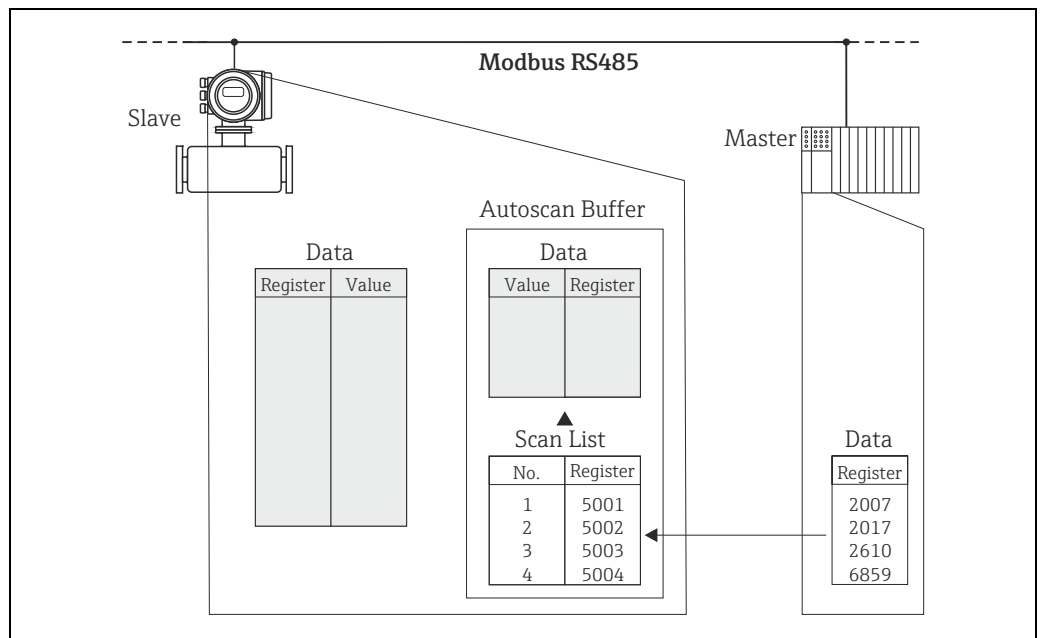 Modbus RS485
Slave
Master
Autoscan Buffer
Data
Register Value
Data
Value Register
Scan List
No. Register
1 5001
2 5002
3 5003
4 5004
Data
Register
2007
2017
2610
6859